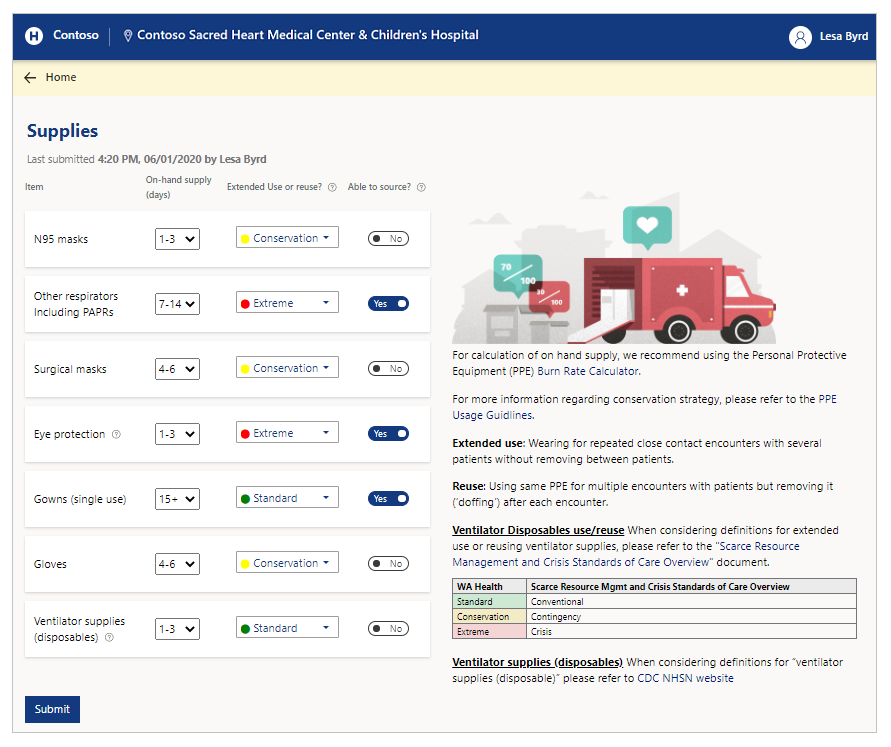 H Contoso Contoso Sacred Heart Medical Center & Children's Hospital Lesa Byrd
Home
Supplies
Last submitted 4:20 PM, 06/01/2020 by Lesa Byrd
Item On-hand supply (days) Extended Use or reuse? Able to source?
N95 masks 1-3 Conservation No
Other respirators Including PAPRs 7-14 Extreme Yes
Surgical masks 4-6 Conservation No
Eye protection 1-3 Extreme Yes
Gowns (single use) 15+ Standard Yes
Gloves 4-6 Conservation No
Ventilator supplies (disposables) 1-3 Standard No
Submit
70
100
30
100
For calculation of on hand supply, we recommend using the Personal Protective
Equipment (PPE) Burn Rate Calculator.
For more information regarding conservation strategy, please refer to the PPE
Usage Guidlines.
Extended use: Wearing for repeated close contact encounters with several
patients without removing between patients.
Reuse: Using same PPE for multiple encounters with patients but removing it
('doffing') after each encounter.
Ventilator Disposables use/reuse When considering definitions for extended
use or reusing ventilator supplies, please refer to the "Scarce Resource
Management and Crisis Standards of Care Overview" document.
WA Health Scarce Resource Mgmt and Crisis Standards of Care Overview
Standard Conventional
Conservation Contingency
Extreme Crisis
Ventilator supplies (disposables) When considering definitions for "ventilator
supplies (disposable)" please refer to CDC NHSN website